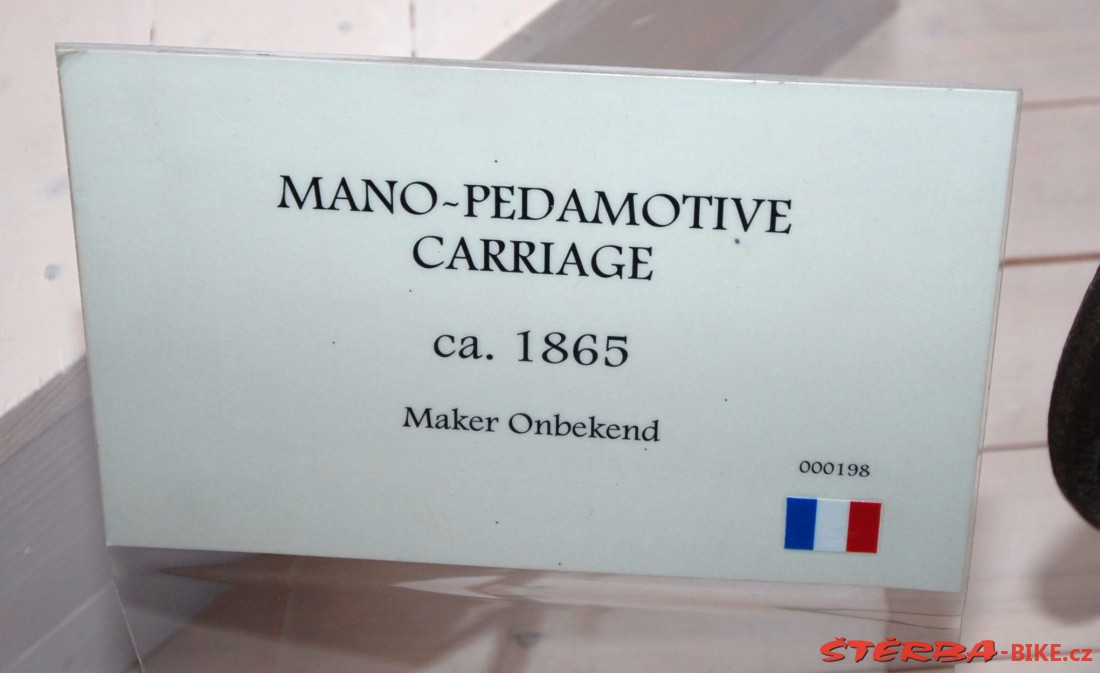 MANO-PEDAMOTIVE
CARRIAGE
ca. 1865
Maker Onbekend
000198
ŠTĚRBA-BIKE.cz